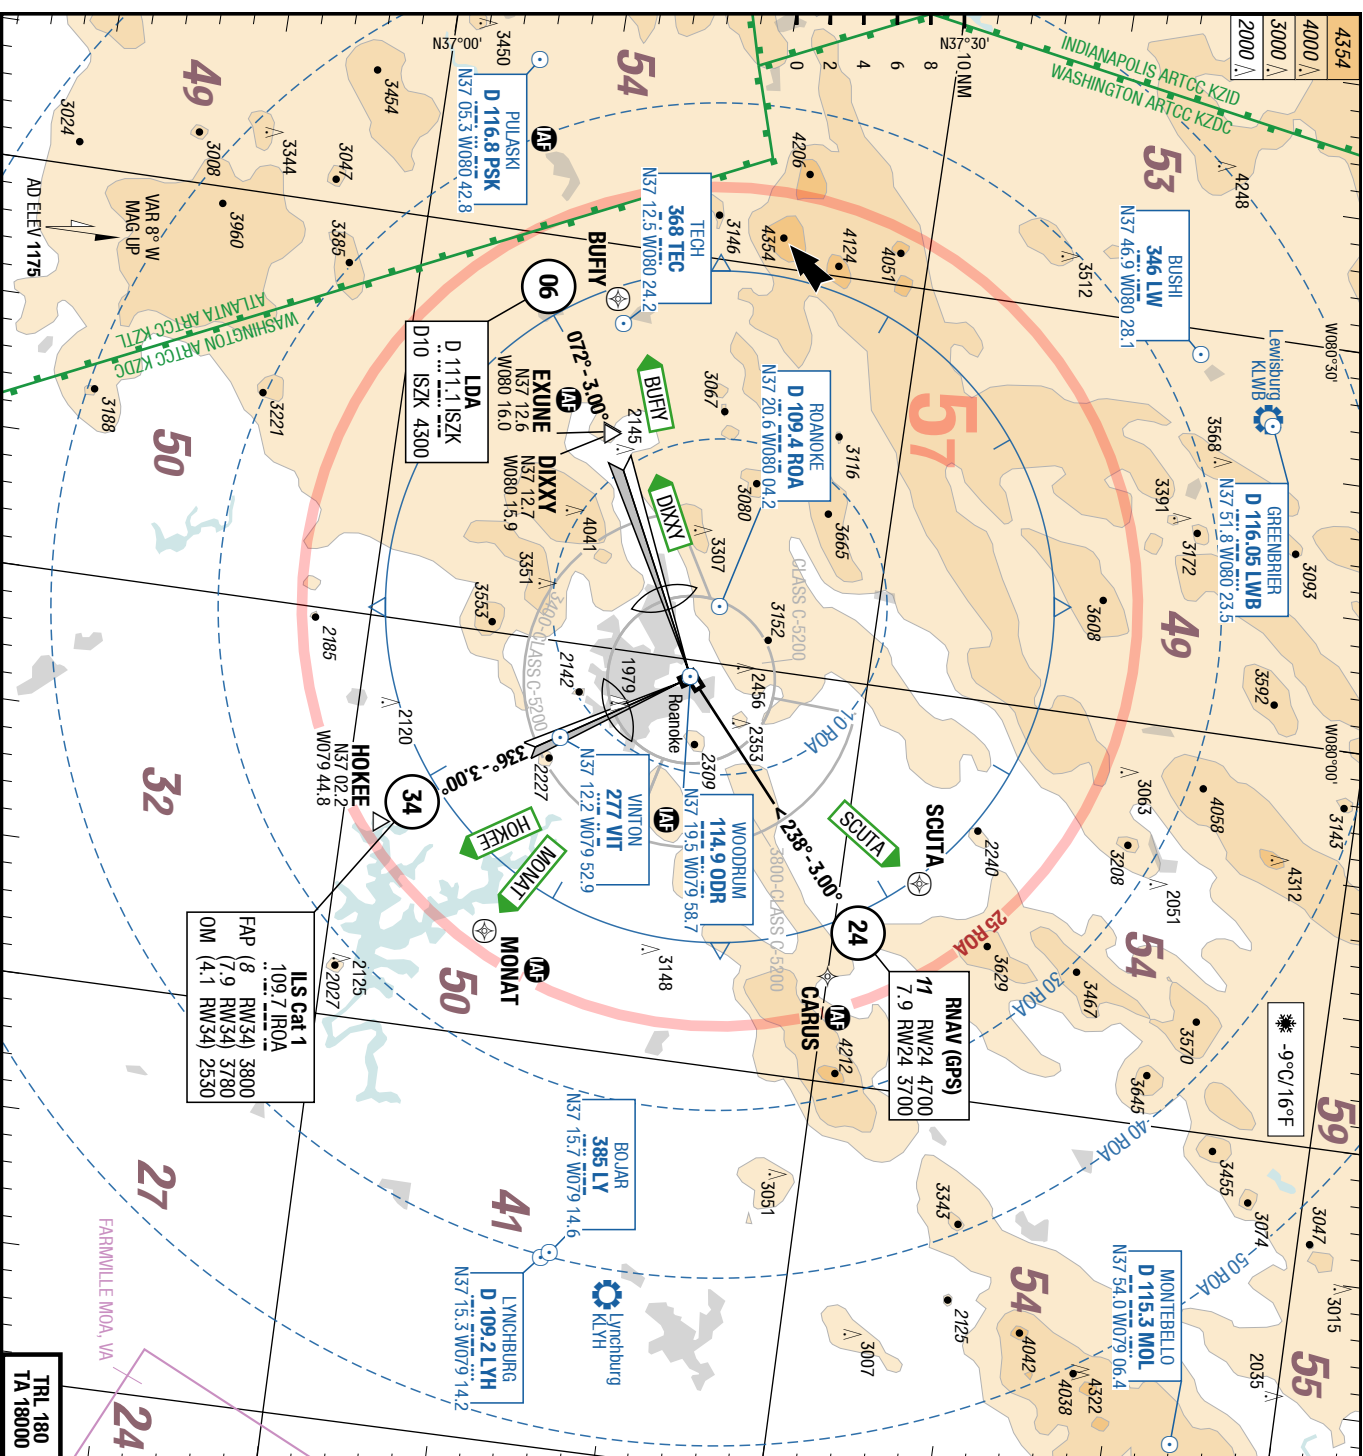 4354
4000
3000
2000
N37°00'
N37°30'
10 NM
8
6
4
2
0
W080°30'
W080°00'
INDIANAPOLIS ARTCC KZID
WASHINGTON ARTCC KZDC
ATLANTA ARTCC KZTL
WASHINGTON ARTCC KZDC
53
54
49
57
49
50
32
27
24
41
50
54
59
54
55
-9°C/16°F
BUSHI
346 LW
N37 46.9 W080 28.1
Lewisburg
KLWB
GREENBRIER
D 116.05 LWB
N37 51.8 W080 23.5
PULASKI
D 116.8 PSK
N37 05.3 W080 42.8
IAF
TECH
368 TEC
N37 12.5 W080 24.2
ROANOKE
D 109.4 ROA
N37 20.6 W080 04.2
WOODRUM
114.9 ODR
N37 19.5 W079 58.7
IAF
VINTON
277 VIT
N37 12.2 W079 52.9
BOJAR
385 LY
N37 15.7 W079 14.6
LYNCHBURG
D 109.2 LYH
N37 15.3 W079 14.2
Lynchburg
KLYH
MONTEBELLO
D 115.3 MOL
N37 54.0 W079 06.4
BUFIY
06
072°-3.00°
LDA
D 111.1 ISZK
D10 ISZK 4300
EXUNE
N37 12.6
W080 16.0
IAF
DIXXY
N37 12.7
W080 15.9
BUFIY
DIXXY
SCUTA
HOKEE
MONAT
SCUTA
24
238°-3.00°
RNAV (GPS)
11 RW24 4700
7.9 RW24 3700
CARUS
IAF
MONAT
IAF
34
336°-3.00°
HOKEE
N37 02.2
W079 44.8
ILS Cat 1
109.7 IROA
FAP (8 RW34) 3800
(7.9 RW34) 3780
OM (4.1 RW34) 2530
Roanoke
CLASS C-5200
3400-CLASS C-5200
3800-CLASS C-5200
10 ROA
25 ROA
30 ROA
40 ROA
50 ROA
VAR 8° W
MAG UP
AD ELEV 1175
FARMVILLE MOA, VA
TRL 180
TA 18000
3450
3454
3024
3008
3344
3047
3960
3385
3188
3221
4206
4248
3146
4354
4124
4051
3512
3568
3391
3172
3093
3067
3116
3080
3665
3307
2145
4041
3351
3553
3152
2456
2353
2309
1979
2142
2227
2185
2120
3608
3592
3063
4058
3143
4312
3208
2051
2240
3629
3467
3570
3645
3148
4212
2125
2027
3051
3343
3455
3074
3047
3015
2035
2125
4042
4322
4038
3007